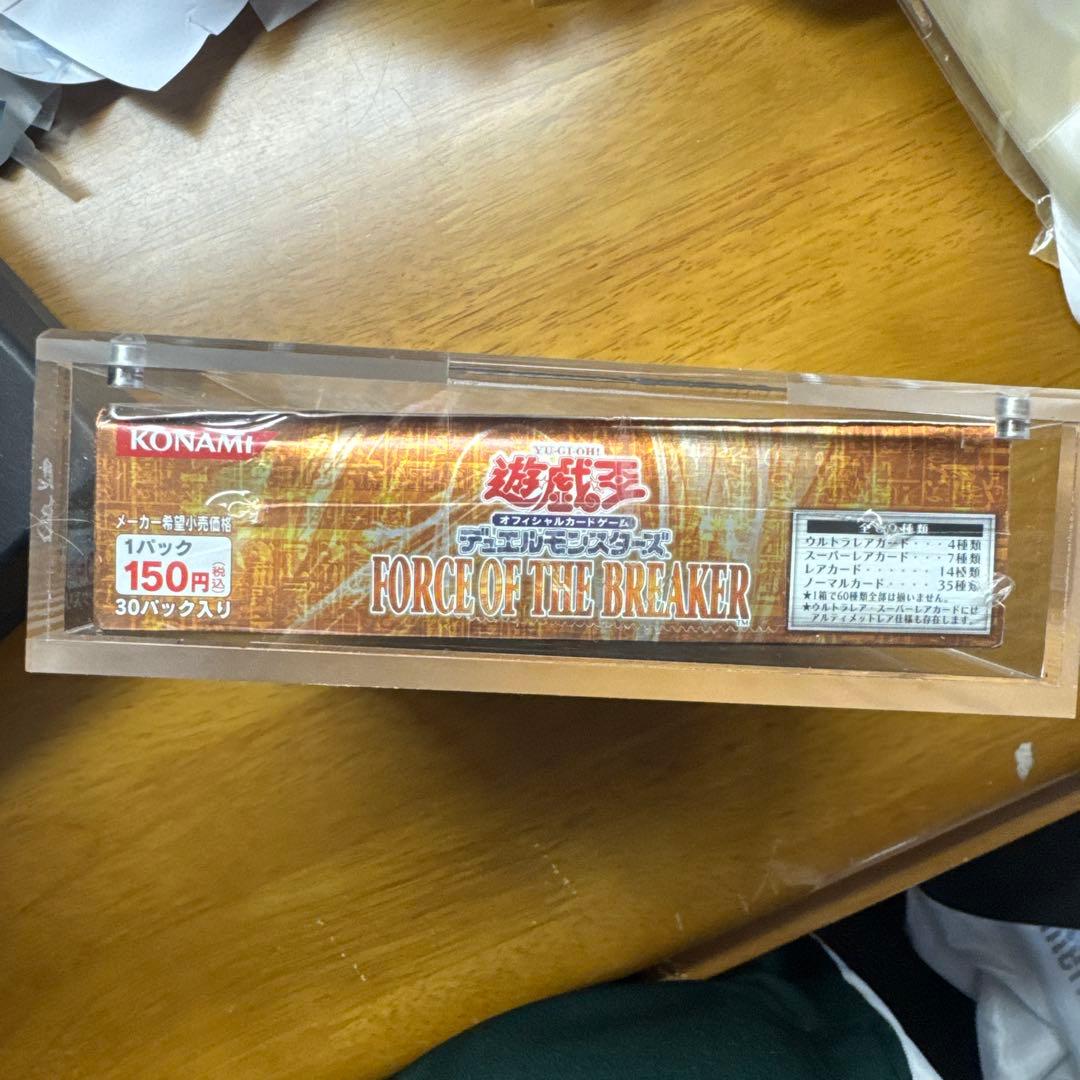 KONAMI
YU-GI-OH!
遊戯王
オフィシャルカードゲーム
デュエルモンスターズ
FORCE OF THE BREAKER
TM
メーカー希望小売価格
1パック
150円(税込)
30パック入り
ウルトラレアカード・・・4種類
スーパーレアカード・・・7種類
レアカード・・・・・・14種類
ノーマルカード・・・・35種類
★1箱で60種類全部は揃いません。
★ウルトラレア・スーパーレアカードには
アルティメットレア仕様も存在します。